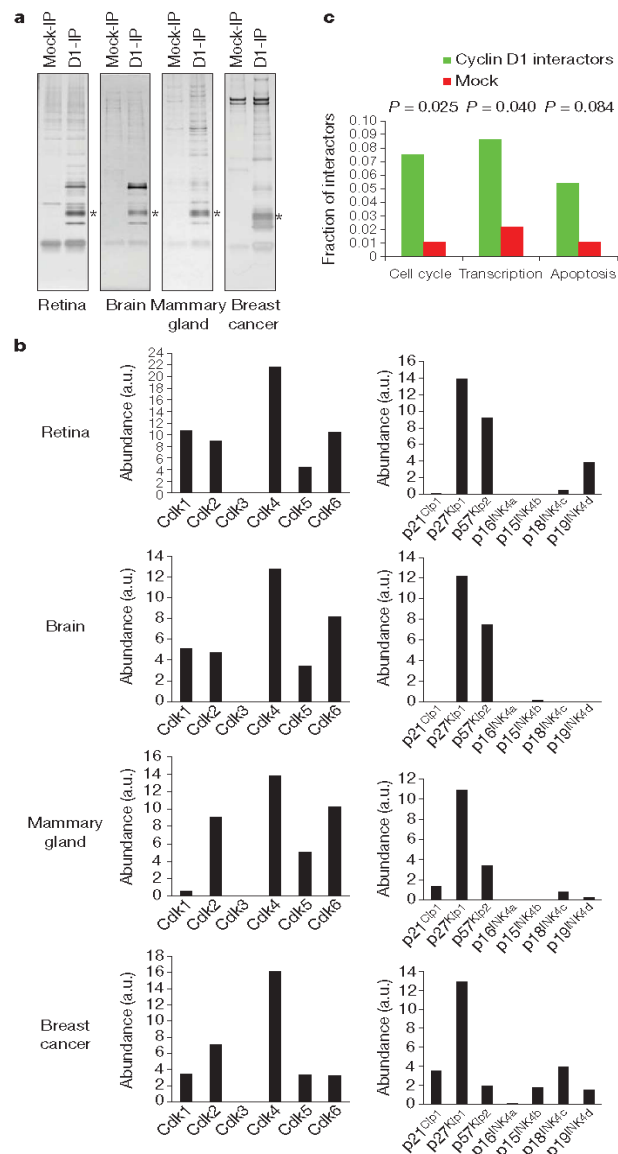 a
Mock-IP
D1-IP
Mock-IP
D1-IP
Mock-IP
D1-IP
Mock-IP
D1-IP
*
*
*
*
Retina
Brain
Mammary
gland
Breast
cancer
c
Cyclin D1 interactors
Mock
P = 0.025 P = 0.040 P = 0.084
Fraction of interactors
0.10
0.09
0.08
0.07
0.06
0.05
0.04
0.03
0.02
0.01
0
Cell cycle Transcription Apoptosis
b
Retina
Abundance (a.u.)
24
22
20
18
16
14
12
10
8
6
4
2
0
Cdk1 Cdk2 Cdk3 Cdk4 Cdk5 Cdk6
Abundance (a.u.)
16
14
12
10
8
6
4
2
0
p21Cip1 p27Kip1 p57Kip2 p16INK4a p15INK4b p18INK4c p19INK4d
Brain
Abundance (a.u.)
14
12
10
8
6
4
2
0
Cdk1 Cdk2 Cdk3 Cdk4 Cdk5 Cdk6
Abundance (a.u.)
14
12
10
8
6
4
2
0
p21Cip1 p27Kip1 p57Kip2 p16INK4a p15INK4b p18INK4c p19INK4d
Mammary
gland
Abundance (a.u.)
16
14
12
10
8
6
4
2
0
Cdk1 Cdk2 Cdk3 Cdk4 Cdk5 Cdk6
Abundance (a.u.)
12
10
8
6
4
2
0
p21Cip1 p27Kip1 p57Kip2 p16INK4a p15INK4b p18INK4c p19INK4d
Breast
cancer
Abundance (a.u.)
18
16
14
12
10
8
6
4
2
0
Cdk1 Cdk2 Cdk3 Cdk4 Cdk5 Cdk6
Abundance (a.u.)
14
12
10
8
6
4
2
0
p21Cip1 p27Kip1 p57Kip2 p16INK4a p15INK4b p18INK4c p19INK4d